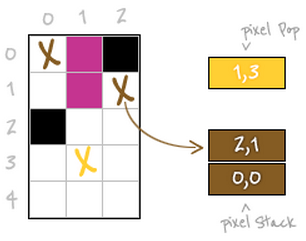 0 1 2
pixel Pop
0 X
1,3
1 X
2
2,1
3 X
0,0
4
pixel Stack